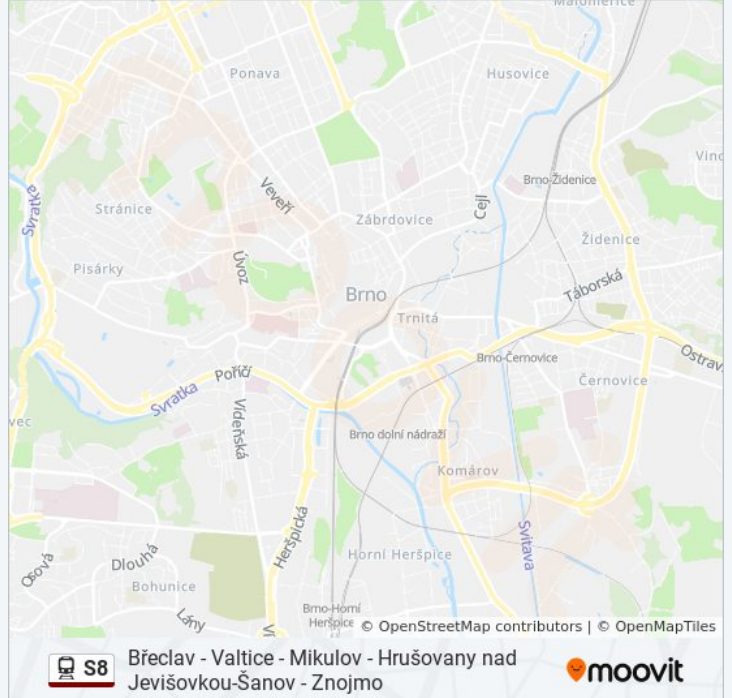 Maloměřice
Ponava
Husovice
Vinc
Brno-Židenice
Svratka
Stránice
Veveří
Zábrdovice
Cejl
Židenice
Pisárky
Úvoz
Brno
Táborská
Trnitá
Ostrav
Brno-Černovice
Poříčí
Svratka
Černovice
vec
Vídeňská
Brno dolní nádraží
Komárov
Heršpická
Svitava
Osová
Dlouhá
Horní Heršpice
Bohunice
Lány
Ví
Brno-Horní
Heršpice
© OpenStreetMap contributors | © OpenMapTiles
S8
Břeclav - Valtice - Mikulov - Hrušovany nad
Jevišovkou-Šanov - Znojmo
moovit